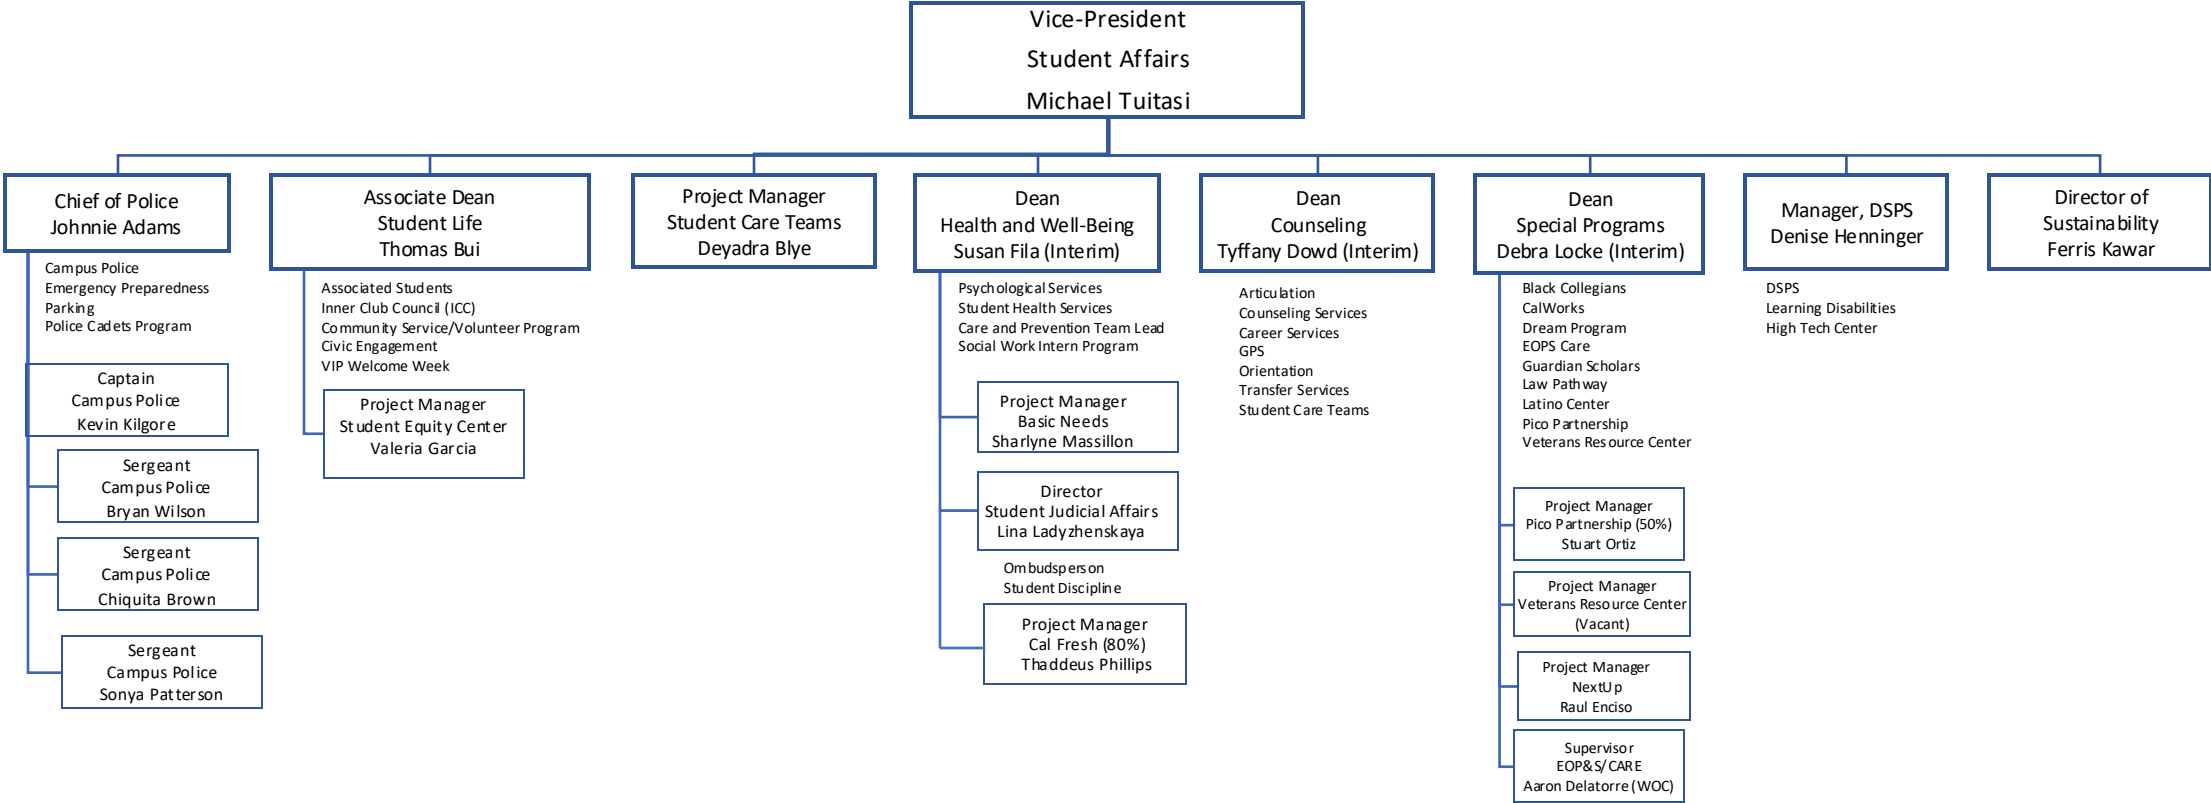 Vice-President
Student Affairs
Michael Tuitasi
Chief of Police
Johnnie Adams
Campus Police
Emergency Preparedness
Parking
Police Cadets Program
Captain
Campus Police
Kevin Kilgore
Sergeant
Campus Police
Bryan Wilson
Sergeant
Campus Police
Chiquita Brown
Sergeant
Campus Police
Sonya Patterson
Associate Dean
Student Life
Thomas Bui
Associated Students
Inner Club Council (ICC)
Community Service/Volunteer Program
Civic Engagement
VIP Welcome Week
Project Manager
Student Equity Center
Valeria Garcia
Project Manager
Student Care Teams
Deyadra Blye
Dean
Health and Well-Being
Susan Fila (Interim)
Psychological Services
Student Health Services
Care and Prevention Team Lead
Social Work Intern Program
Project Manager
Basic Needs
Sharlyne Massillon
Director
Student Judicial Affairs
Lina Ladyzhenskaya
Ombudsperson
Student Discipline
Project Manager
Cal Fresh (80%)
Thaddeus Phillips
Dean
Counseling
Tyffany Dowd (Interim)
Articulation
Counseling Services
Career Services
GPS
Orientation
Transfer Services
Student Care Teams
Dean
Special Programs
Debra Locke (Interim)
Black Collegians
CalWorks
Dream Program
EOPS Care
Guardian Scholars
Law Pathway
Latino Center
Pico Partnership
Veterans Resource Center
Project Manager
Pico Partnership (50%)
Stuart Ortiz
Project Manager
Veterans Resource Center
(Vacant)
Project Manager
NextUp
Raul Enciso
Supervisor
EOP&S/CARE
Aaron Delatorre (WOC)
Manager, DSPS
Denise Henninger
DSPS
Learning Disabilities
High Tech Center
Director of
Sustainability
Ferris Kawar